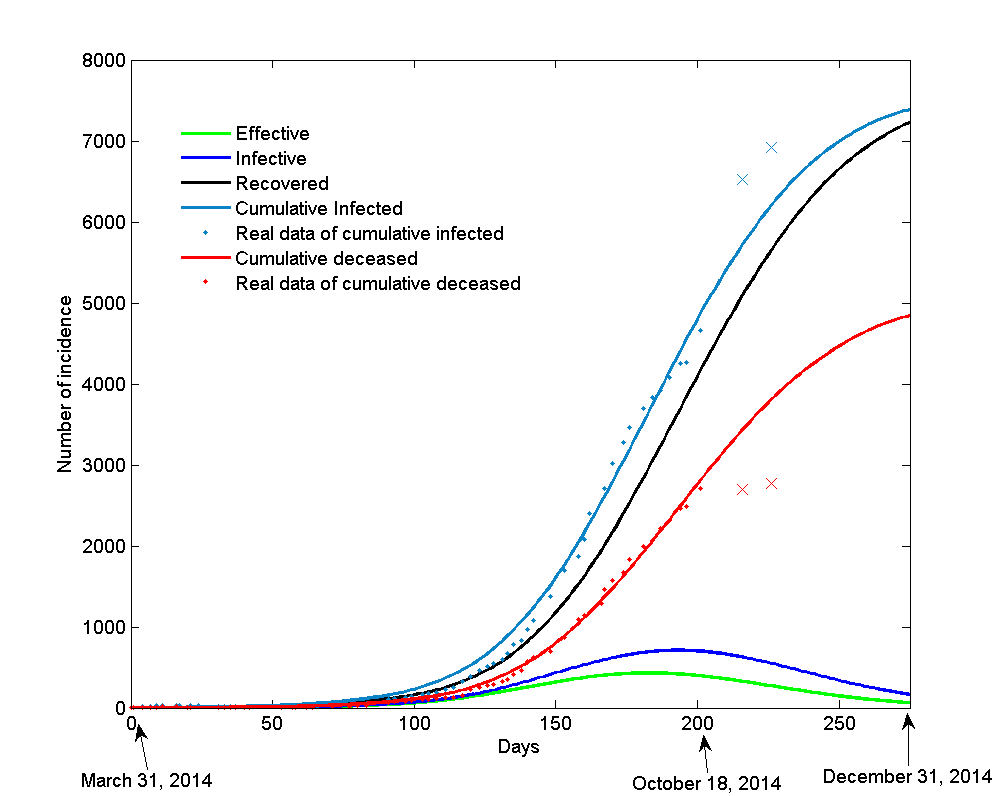 8000
7000
6000
5000
4000
3000
2000
1000
0
Number of incidence
Effective
Infective
Recovered
Cumulative Infected
Real data of cumulative infected
Cumulative deceased
Real data of cumulative deceased
0 50 100 150 200 250
Days
March 31, 2014
October 18, 2014
December 31, 2014